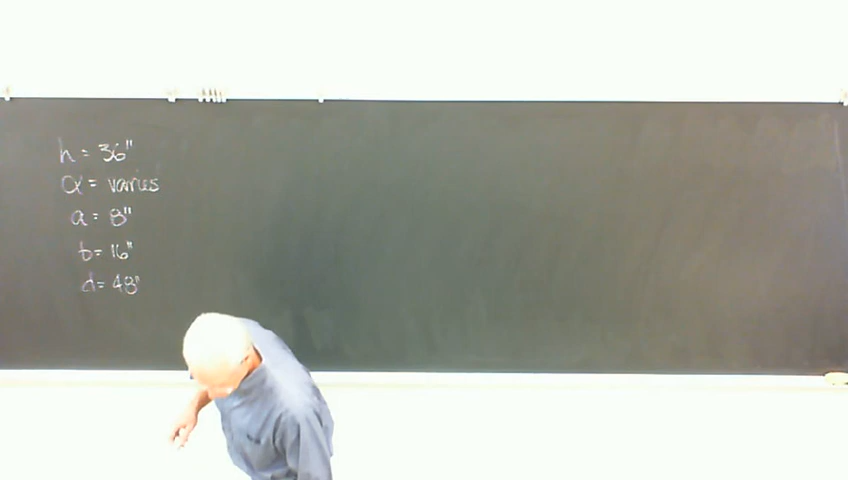 h = 36"
α = varies
a = 8"
b = 16"
d = 48"